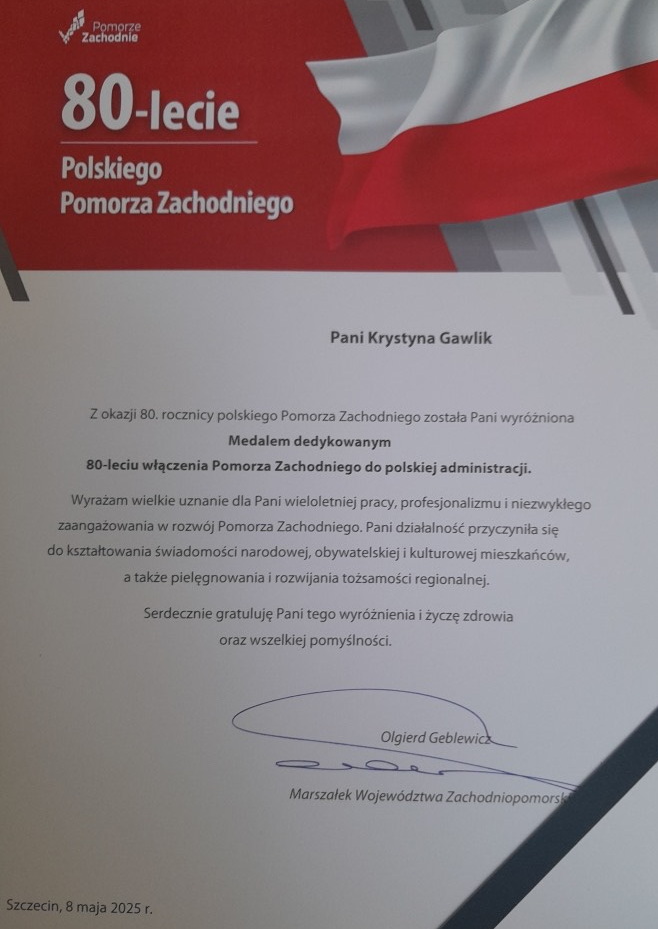 Pomorze
Zachodnie
80-lecie
Polskiego
Pomorza Zachodniego
Pani Krystyna Gawlik
Z okazji 80. rocznicy polskiego Pomorza Zachodniego została Pani wyróżniona
Medalem dedykowanym
80-leciu włączenia Pomorza Zachodniego do polskiej administracji.
Wyrażam wielkie uznanie dla Pani wieloletniej pracy, profesjonalizmu i niezwykłego
zaangażowania w rozwój Pomorza Zachodniego. Pani działalność przyczyniła się
do kształtowania świadomości narodowej, obywatelskiej i kulturowej mieszkańców,
a także pielęgnowania i rozwijania tożsamości regionalnej.
Serdecznie gratuluję Pani tego wyróżnienia i życzę zdrowia
oraz wszelkiej pomyślności.
Olgierd Geblewicz
Marszałek Województwa Zachodniopomorsk
Szczecin, 8 maja 2025 r.